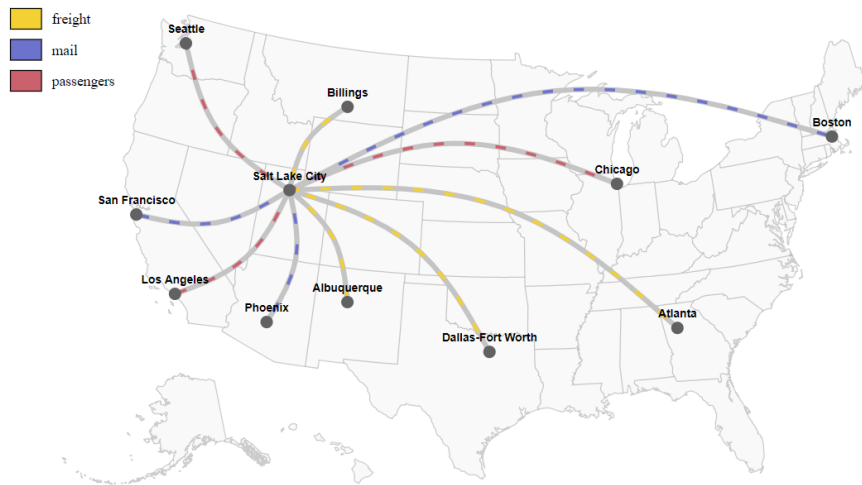 freight
mail
passengers
Seattle
Billings
Boston
Chicago
Salt Lake City
San Francisco
Los Angeles
Albuquerque
Phoenix
Atlanta
Dallas-Fort Worth